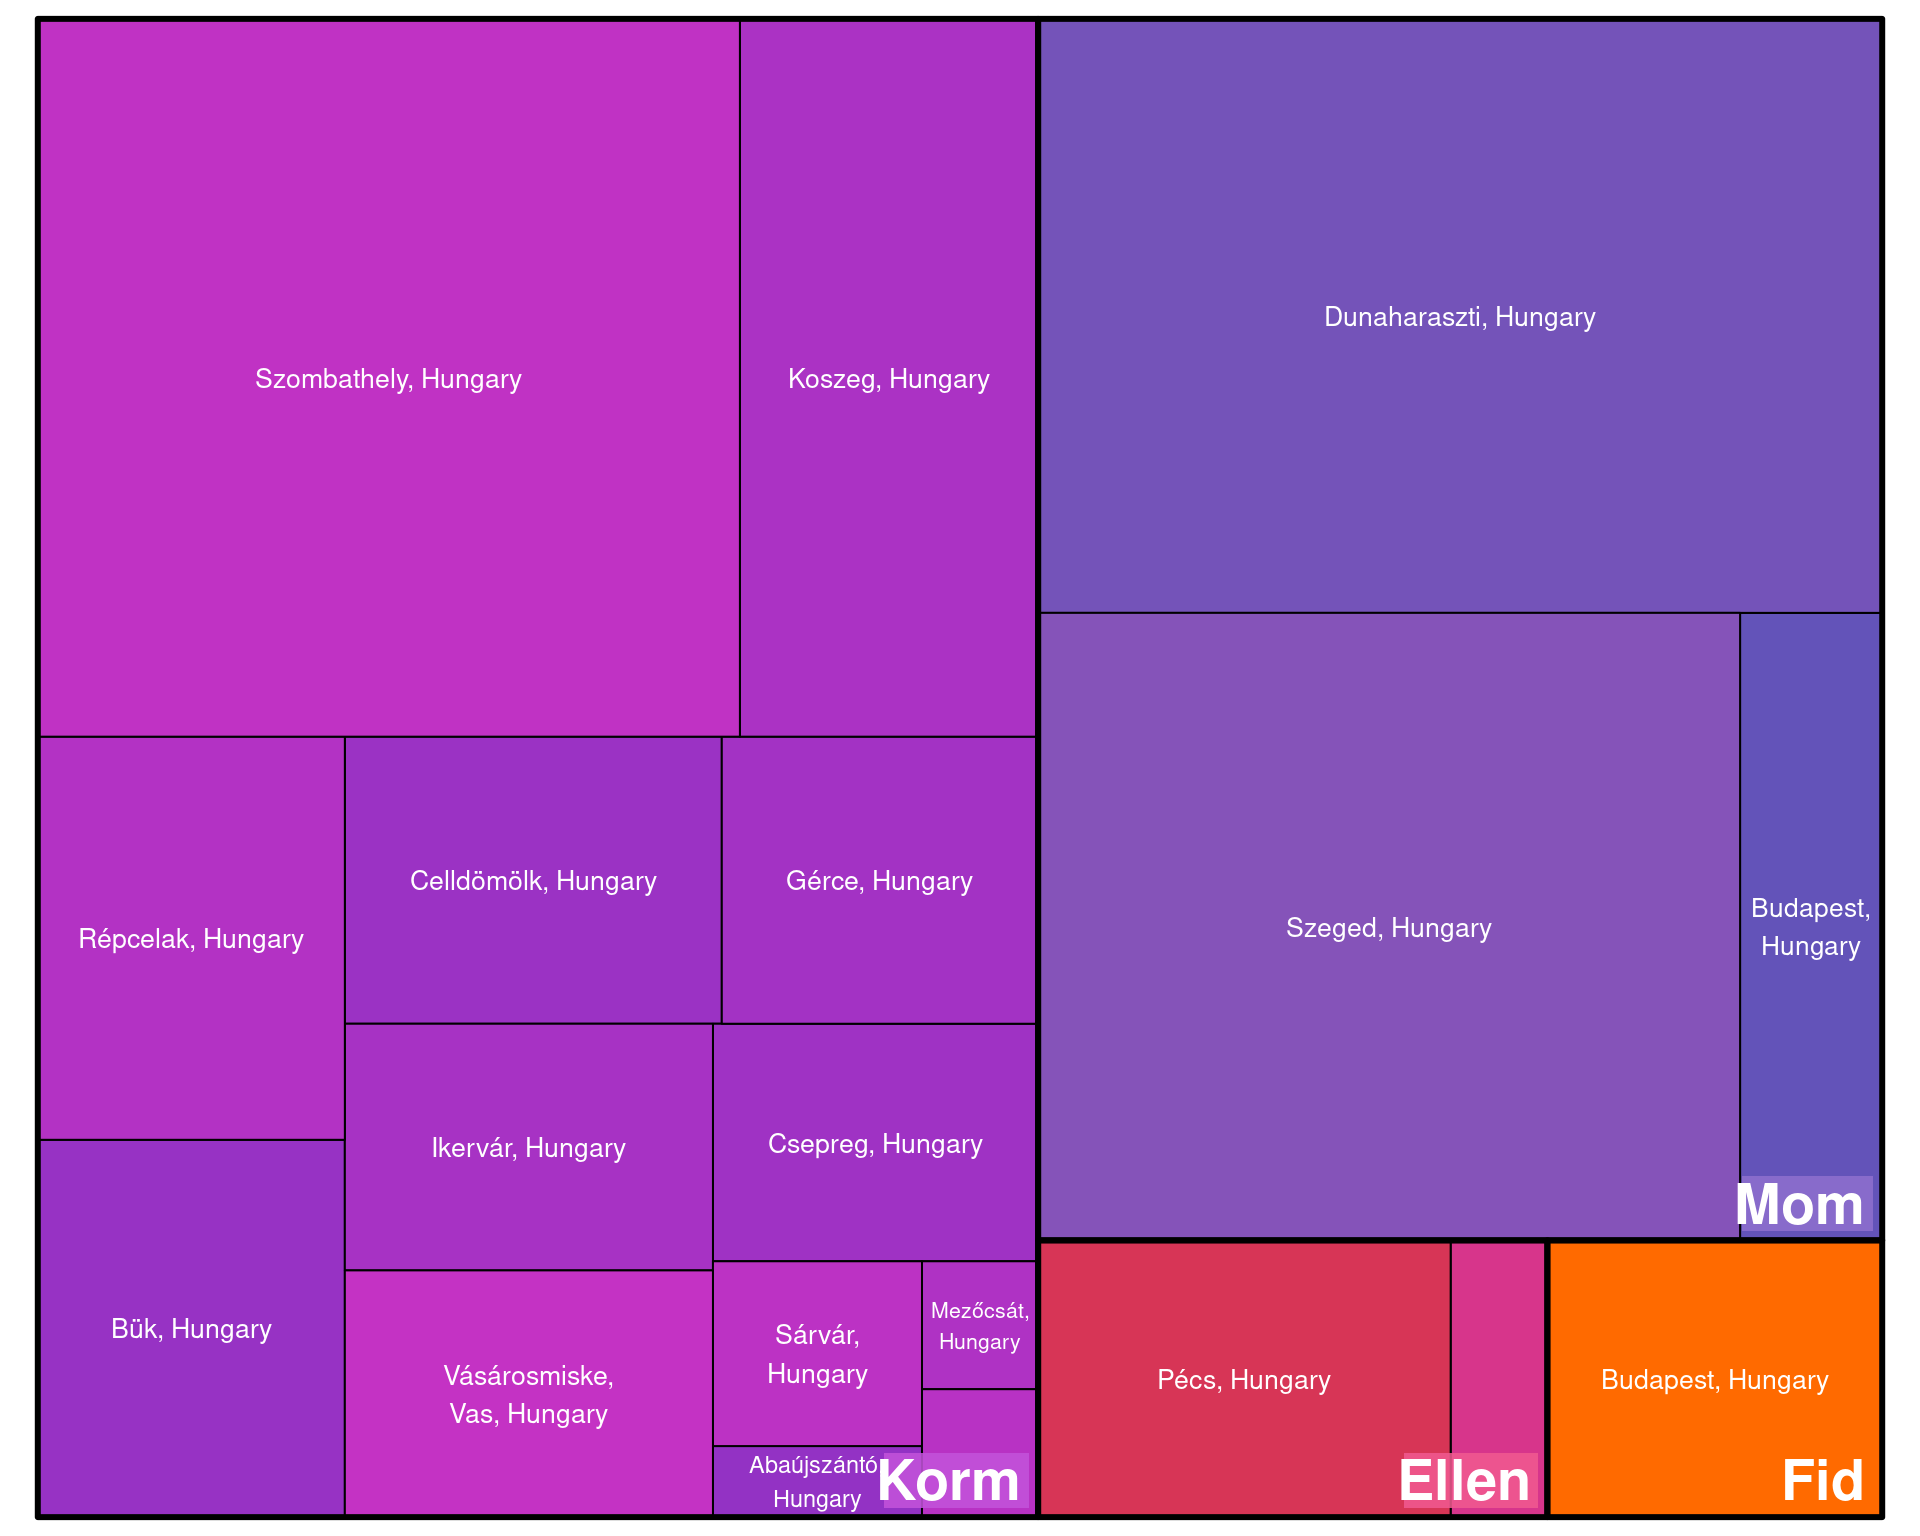 Szombathely, Hungary
Koszeg, Hungary
Dunaharaszti, Hungary
Répcelak, Hungary
Celldömölk, Hungary
Gérce, Hungary
Szeged, Hungary
Budapest,
Hungary
Ikervár, Hungary
Csepreg, Hungary
Mom
Bük, Hungary
Vásárosmiske,
Vas, Hungary
Sárvár,
Hungary
Mezőcsát,
Hungary
Abaújszántó
Hungary
Korm
Pécs, Hungary
Ellen
Budapest, Hungary
Fid